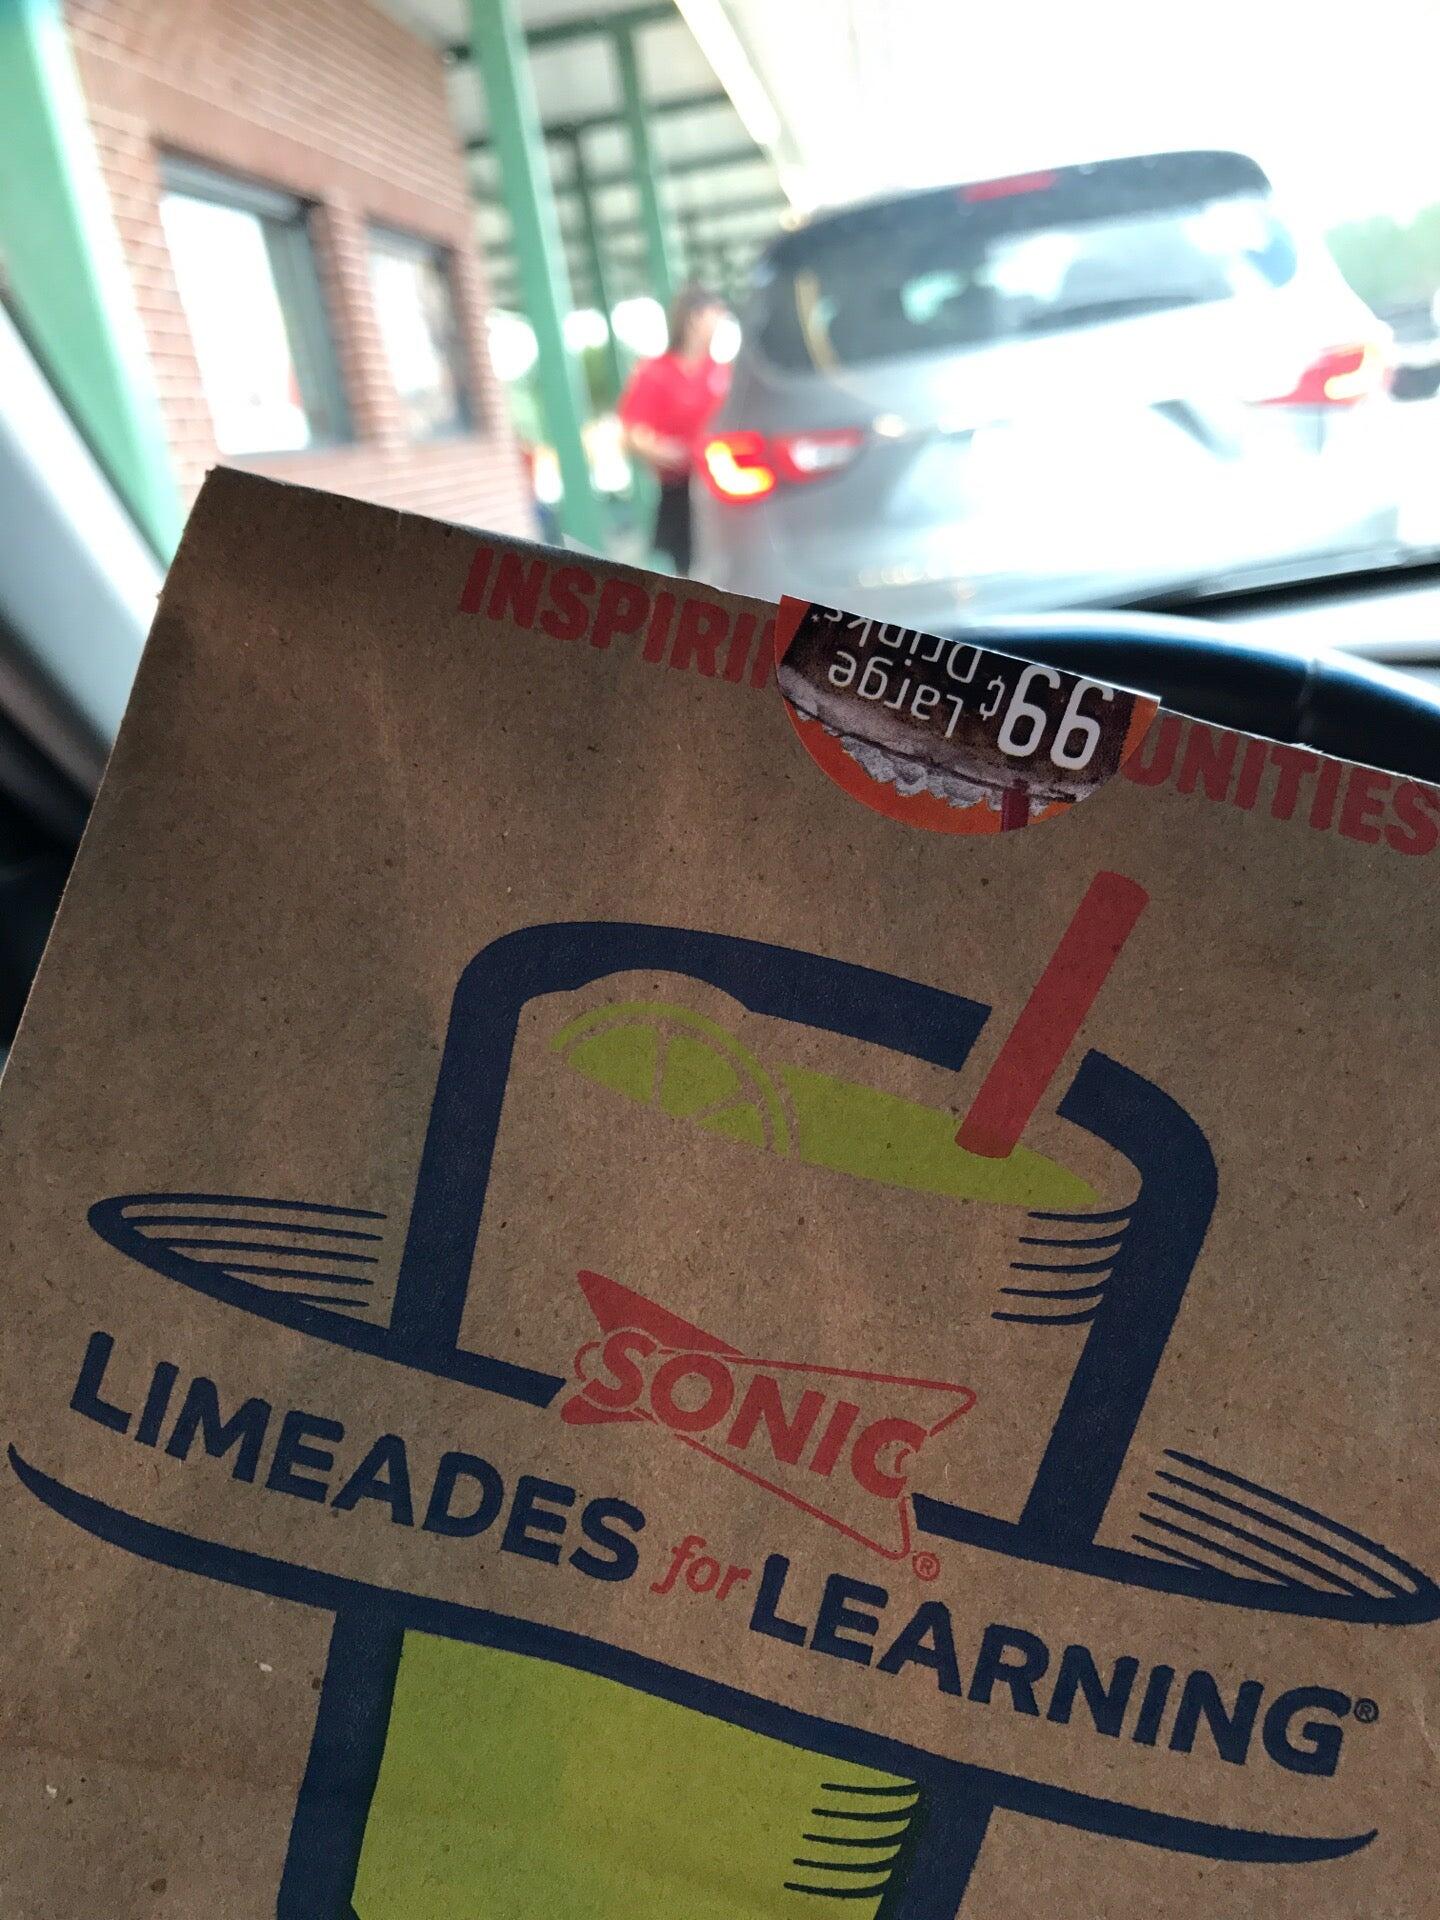 INSPIRI
UNITIES
99¢ Large
Drinks*
SONIC®
LIMEADES for LEARNING®